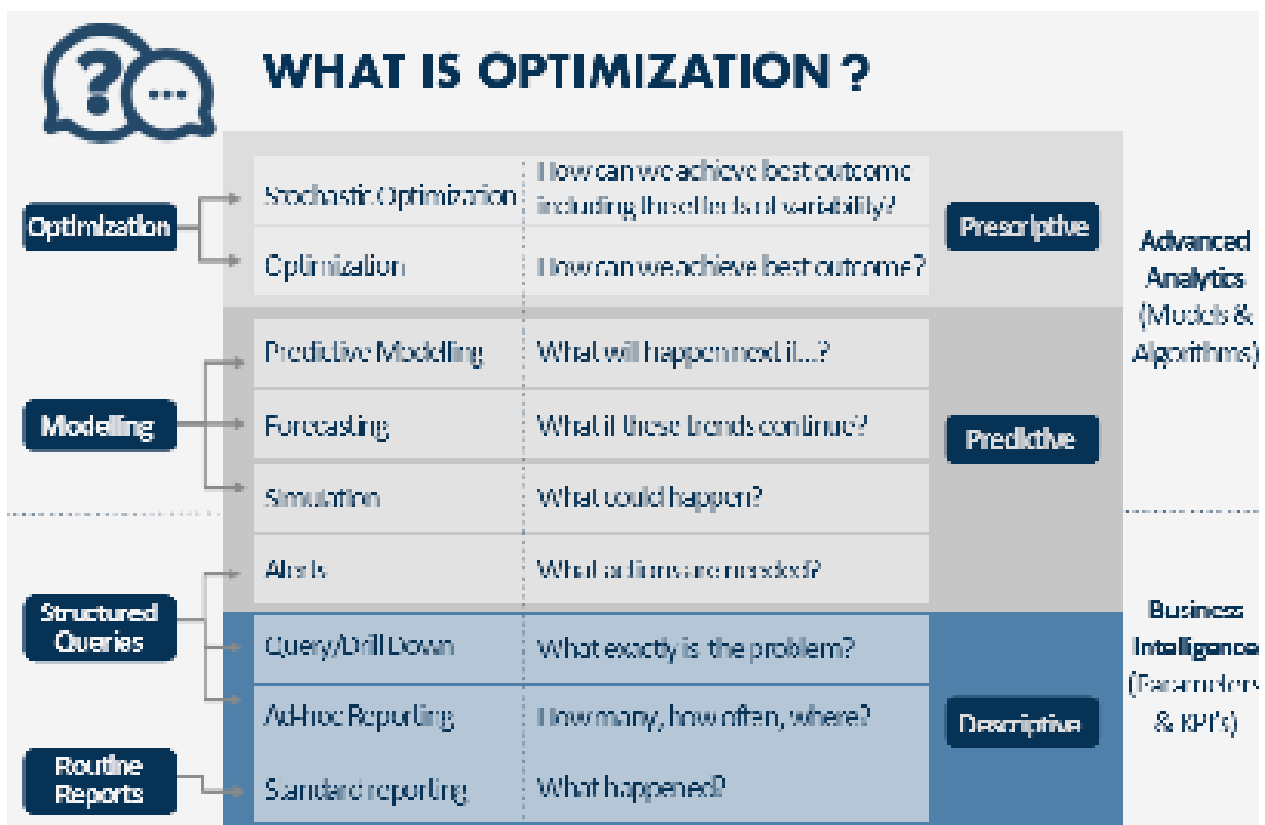 WHAT IS OPTIMIZATION ?
Optimization
Stochastic Optimization
How can we achieve best outcome
including the effects of variability?
Optimization
How can we achieve best outcome?
Prescriptive
Modelling
Predictive Modelling
What will happen next if...?
Forecasting
What if these trends continue?
Simulation
What could happen?
Predictive
Advanced
Analytics
(Models &
Algorithms)
Structured
Queries
Alerts
What actions are needed?
Query/Drill Down
What exactly is the problem?
Ad-hoc Reporting
How many, how often, where?
Routine
Reports
Standard reporting
What happened?
Descriptive
Business
Intelligence
(Parameters
& KPI's)